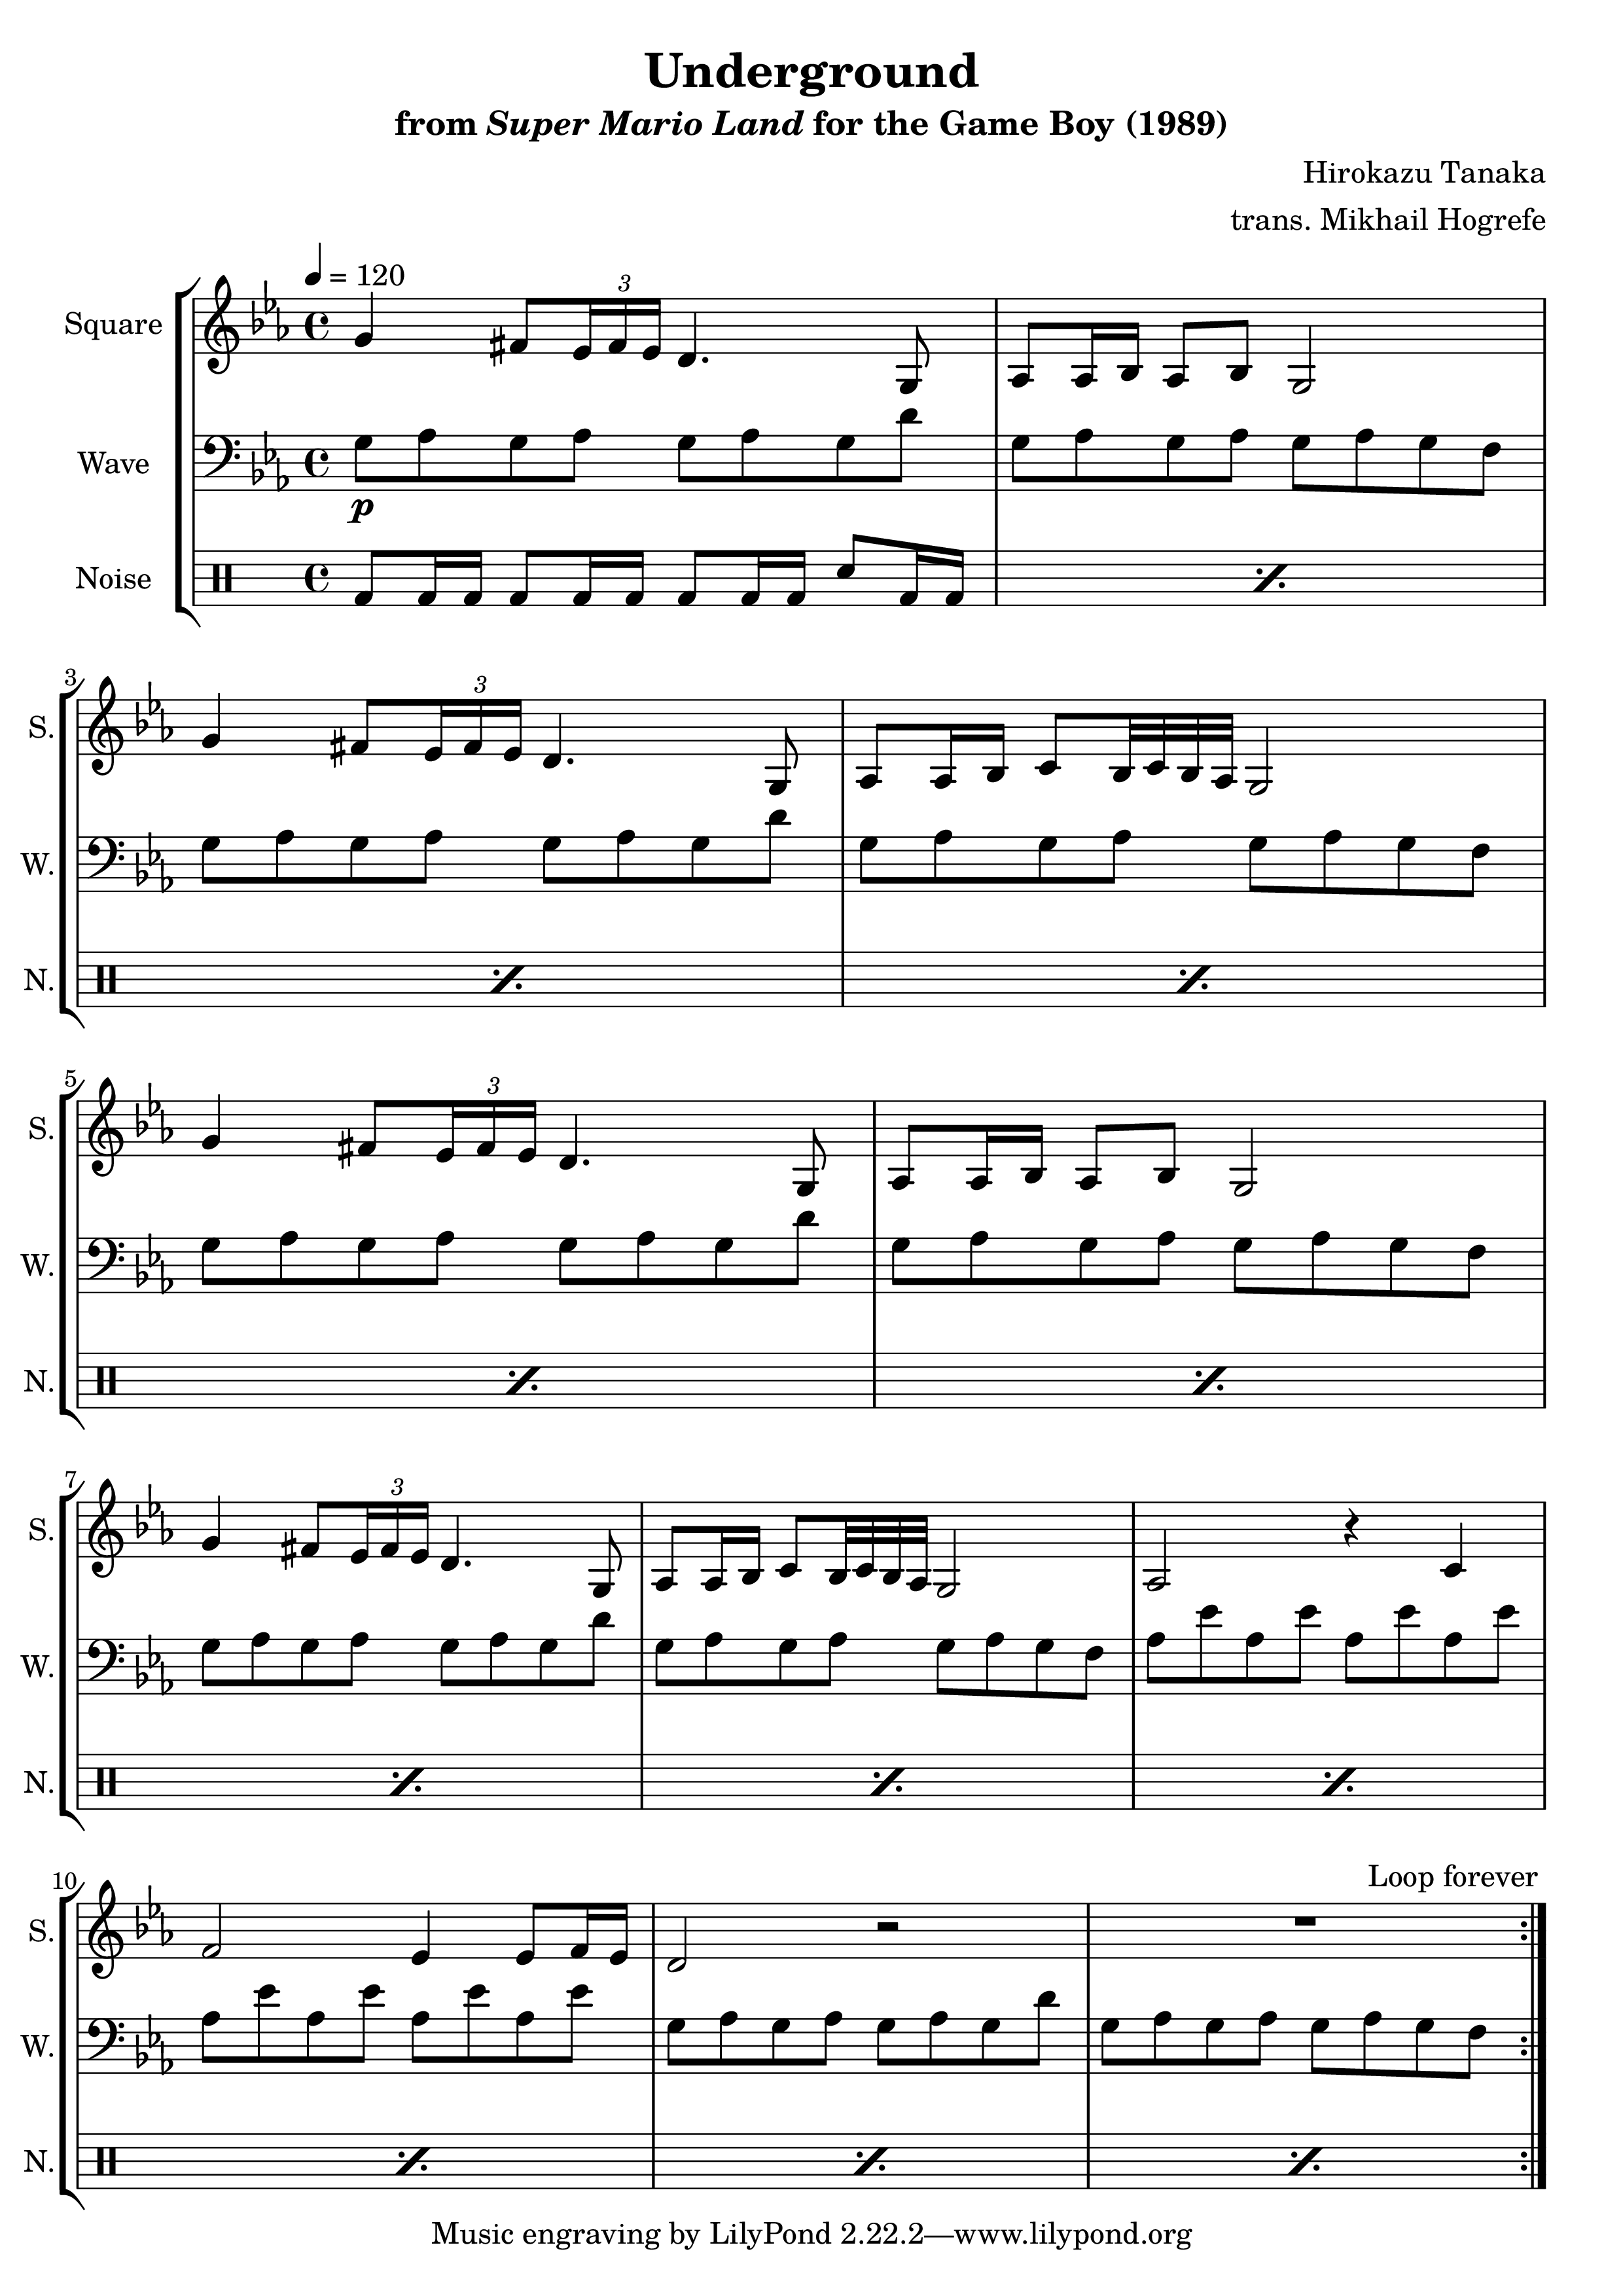 Underground
from Super Mario Land for the Game Boy (1989)
Hirokazu Tanaka
trans. Mikhail Hogrefe
♩ = 120
3
Square
Wave
p
Noise
3
3
S.
W.
N.
5
3
S.
W.
N.
7
3
S.
W.
N.
10
Loop forever
S.
W.
N.
Music engraving by LilyPond 2.22.2—www.lilypond.org